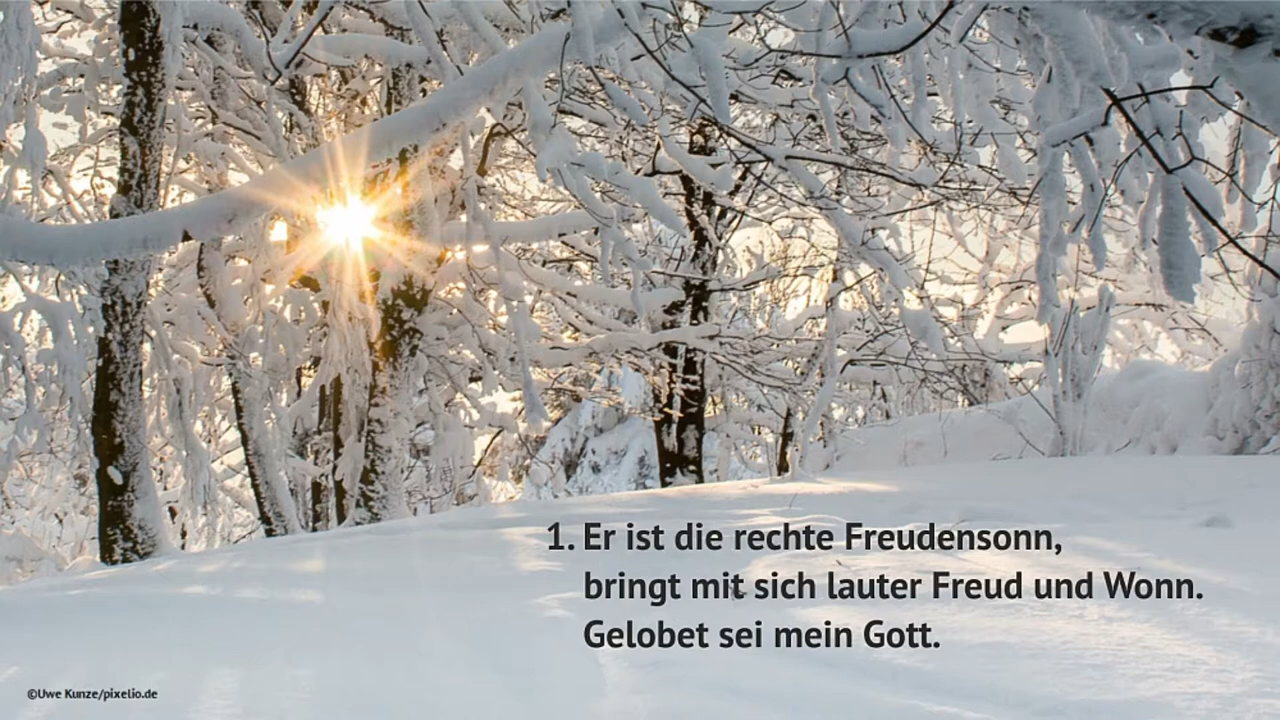 1. Er ist die rechte Freudensonn,
bringt mit sich lauter Freud und Wonn.
Gelobet sei mein Gott.
©Uwe Kunze/pixelio.de